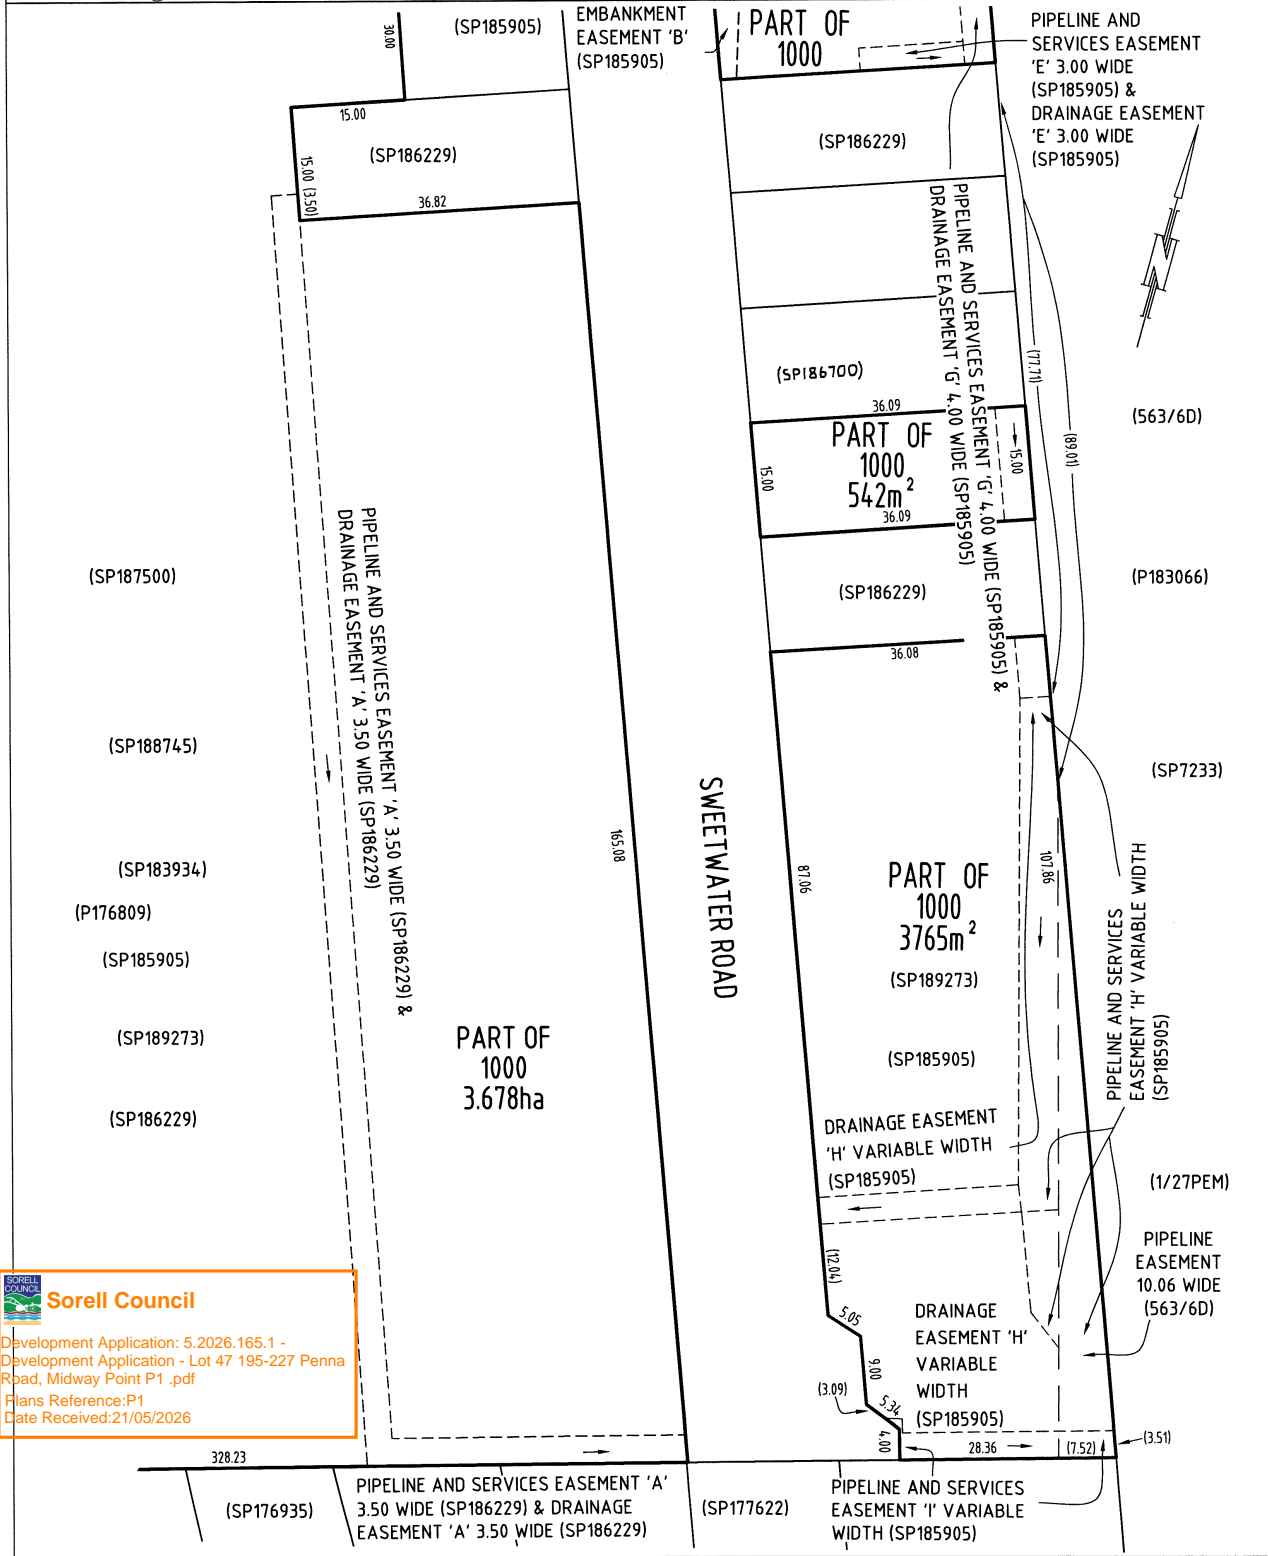 30.00
(SP185905)
EMBANKMENT
EASEMENT 'B'
(SP185905)
PART OF
1000
PIPELINE AND
SERVICES EASEMENT
'E' 3.00 WIDE
(SP185905) &
DRAINAGE EASEMENT
'E' 3.00 WIDE
(SP185905)
15.00
(SP186229)
15.00 (3.50)
36.82
(SP186229)
PIPELINE AND SERVICES EASEMENT 'G' 4.00 WIDE (SP185905) &
DRAINAGE EASEMENT 'G' 4.00 WIDE (SP185905)
(77.71)
(89.01)
(SP186700)
36.09
PART OF
1000
542m²
15.00
15.00
36.09
(563/6D)
(SP187500)
PIPELINE AND SERVICES EASEMENT 'A' 3.50 WIDE (SP186229) &
DRAINAGE EASEMENT 'A' 3.50 WIDE (SP186229)
(SP186229)
(P183066)
36.08
(SP188745)
(SP7233)
165.08
SWEETWATER ROAD
87.06
107.86
(SP183934)
(P176809)
(SP185905)
(SP189273)
(SP186229)
PART OF
1000
3.678ha
PART OF
1000
3765m²
(SP189273)
(SP185905)
PIPELINE AND SERVICES
EASEMENT 'H' VARIABLE WIDTH
(SP185905)
DRAINAGE EASEMENT
'H' VARIABLE WIDTH
(SP185905)
(1/27PEM)
PIPELINE
EASEMENT
10.06 WIDE
(563/6D)
(12.04)
5.05
9.00
(3.09)
5.34
4.00
DRAINAGE
EASEMENT 'H'
VARIABLE
WIDTH
(SP185905)
28.36
(7.52)
(3.51)
SORELL
COUNCIL
Sorell Council
Development Application: 5.2026.165.1 -
Development Application - Lot 47 195-227 Penna
Road, Midway Point P1 .pdf
Plans Reference:P1
Date Received:21/05/2026
328.23
(SP176935)
PIPELINE AND SERVICES EASEMENT 'A'
3.50 WIDE (SP186229) & DRAINAGE
EASEMENT 'A' 3.50 WIDE (SP186229)
(SP177622)
PIPELINE AND SERVICES
EASEMENT 'I' VARIABLE
WIDTH (SP185905)